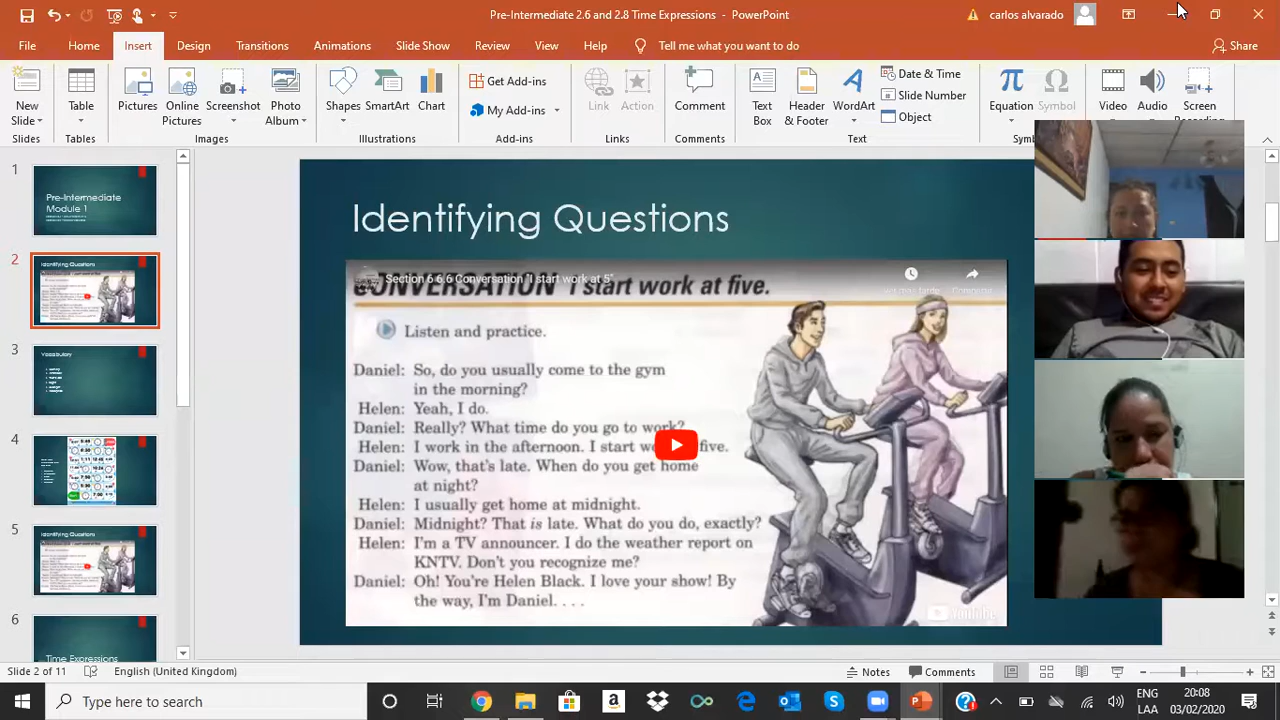 Pre-Intermediate 2.6 and 2.8 Time Expressions - PowerPoint
carlos alvarado
File Home Insert Design Transitions Animations Slide Show Review View Help Tell me what you want to do Share
New Slide
Slides
Table
Tables
Pictures
Online Pictures
Screenshot
Photo Album
Images
Shapes
SmartArt
Chart
Illustrations
Get Add-ins
My Add-ins
Add-ins
Link
Action
Links
Comment
Comments
Text Box
Header & Footer
WordArt
Date & Time
Slide Number
Object
Text
Equation
Symbol
Video
Audio
Screen
1
Pre-Intermediate
Module 1
2
Identifying Questions
3
Vocabulary
4
5
Identifying Questions
6
Time Expressions
Identifying Questions
Section 6 6.6 Conversation "I start work at 5"
CONVERSATION I start work at five.
Listen and practice.
Daniel: So, do you usually come to the gym
in the morning?
Helen: Yeah, I do.
Daniel: Really? What time do you go to work?
Helen: I work in the afternoon. I start five.
Daniel: Wow, that's late. When do you get home
at night?
Helen: I usually get home at midnight.
Daniel: Midnight? That is late. What do you do, exactly?
Helen: I'm a TV announcer. I do the weather report on
KNTV. Don't you recognize me?
Daniel: Oh! You're Helen Black. I love your show! By
the way, I'm Daniel. . . .
YouTube
Slide 2 of 11 English (United Kingdom) Notes Comments
Type here to search
ENG
LAA
20:08
03/02/2020